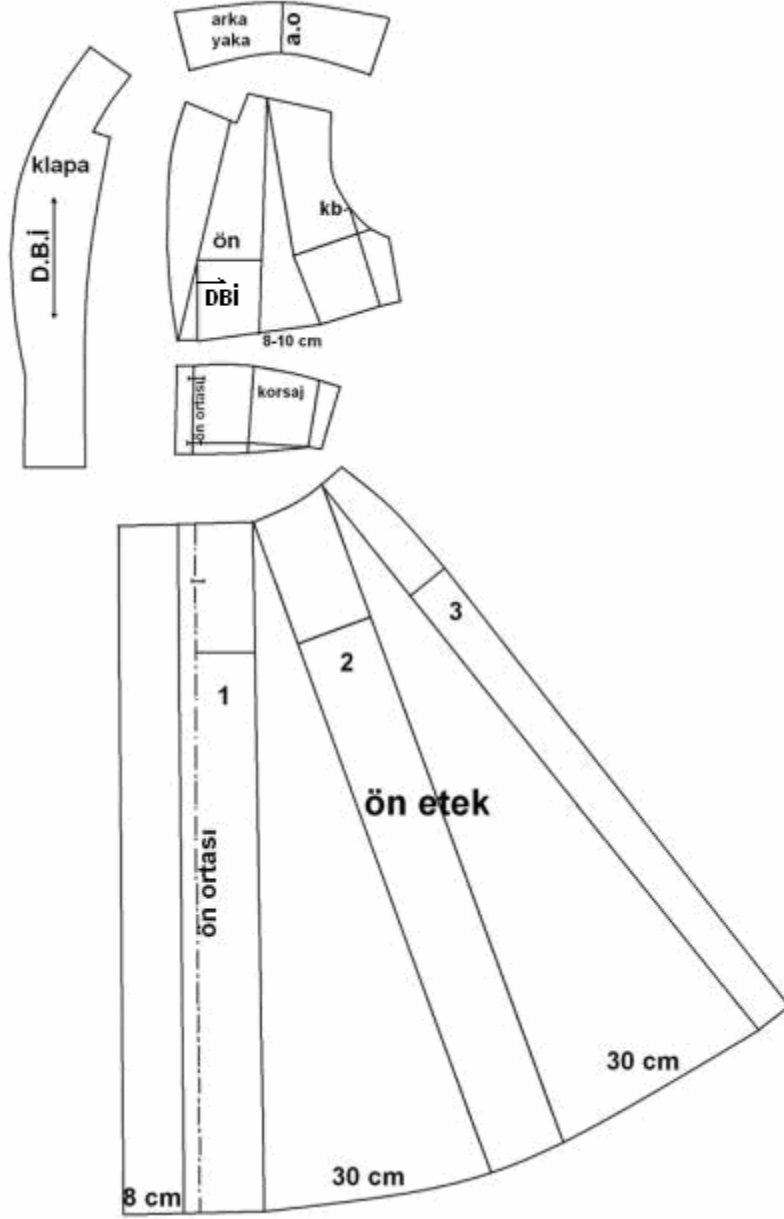 arka
yaka
a.o
klapa
D.B.İ
kb
ön
DBİ
8-10 cm
ön ortası
korsaj
1
2
3
ön etek
ön ortası
30 cm
30 cm
8 cm